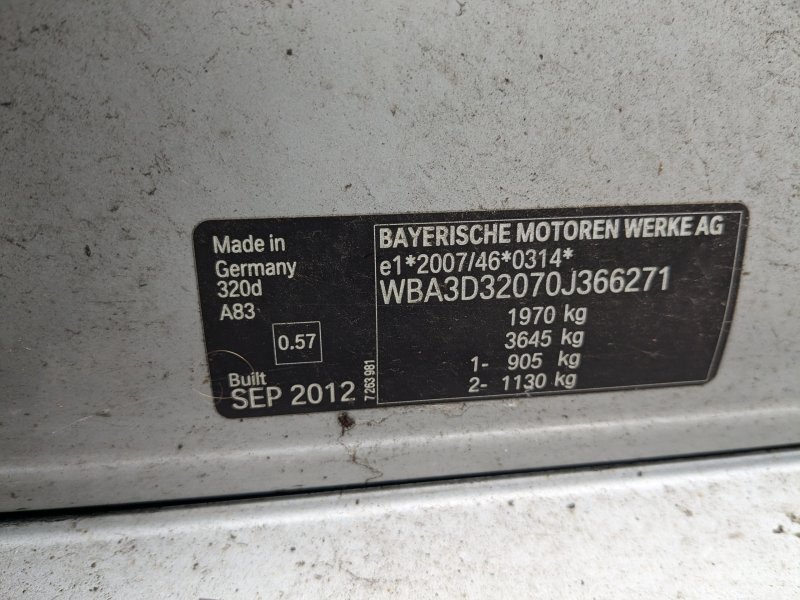 Made in
Germany
320d
A83
0.57
Built
SEP 2012
7 263 981
BAYERISCHE MOTOREN WERKE AG
e1*2007/46*0314*
WBA3D32070J366271
1970 kg
3645 kg
1- 905 kg
2- 1130 kg